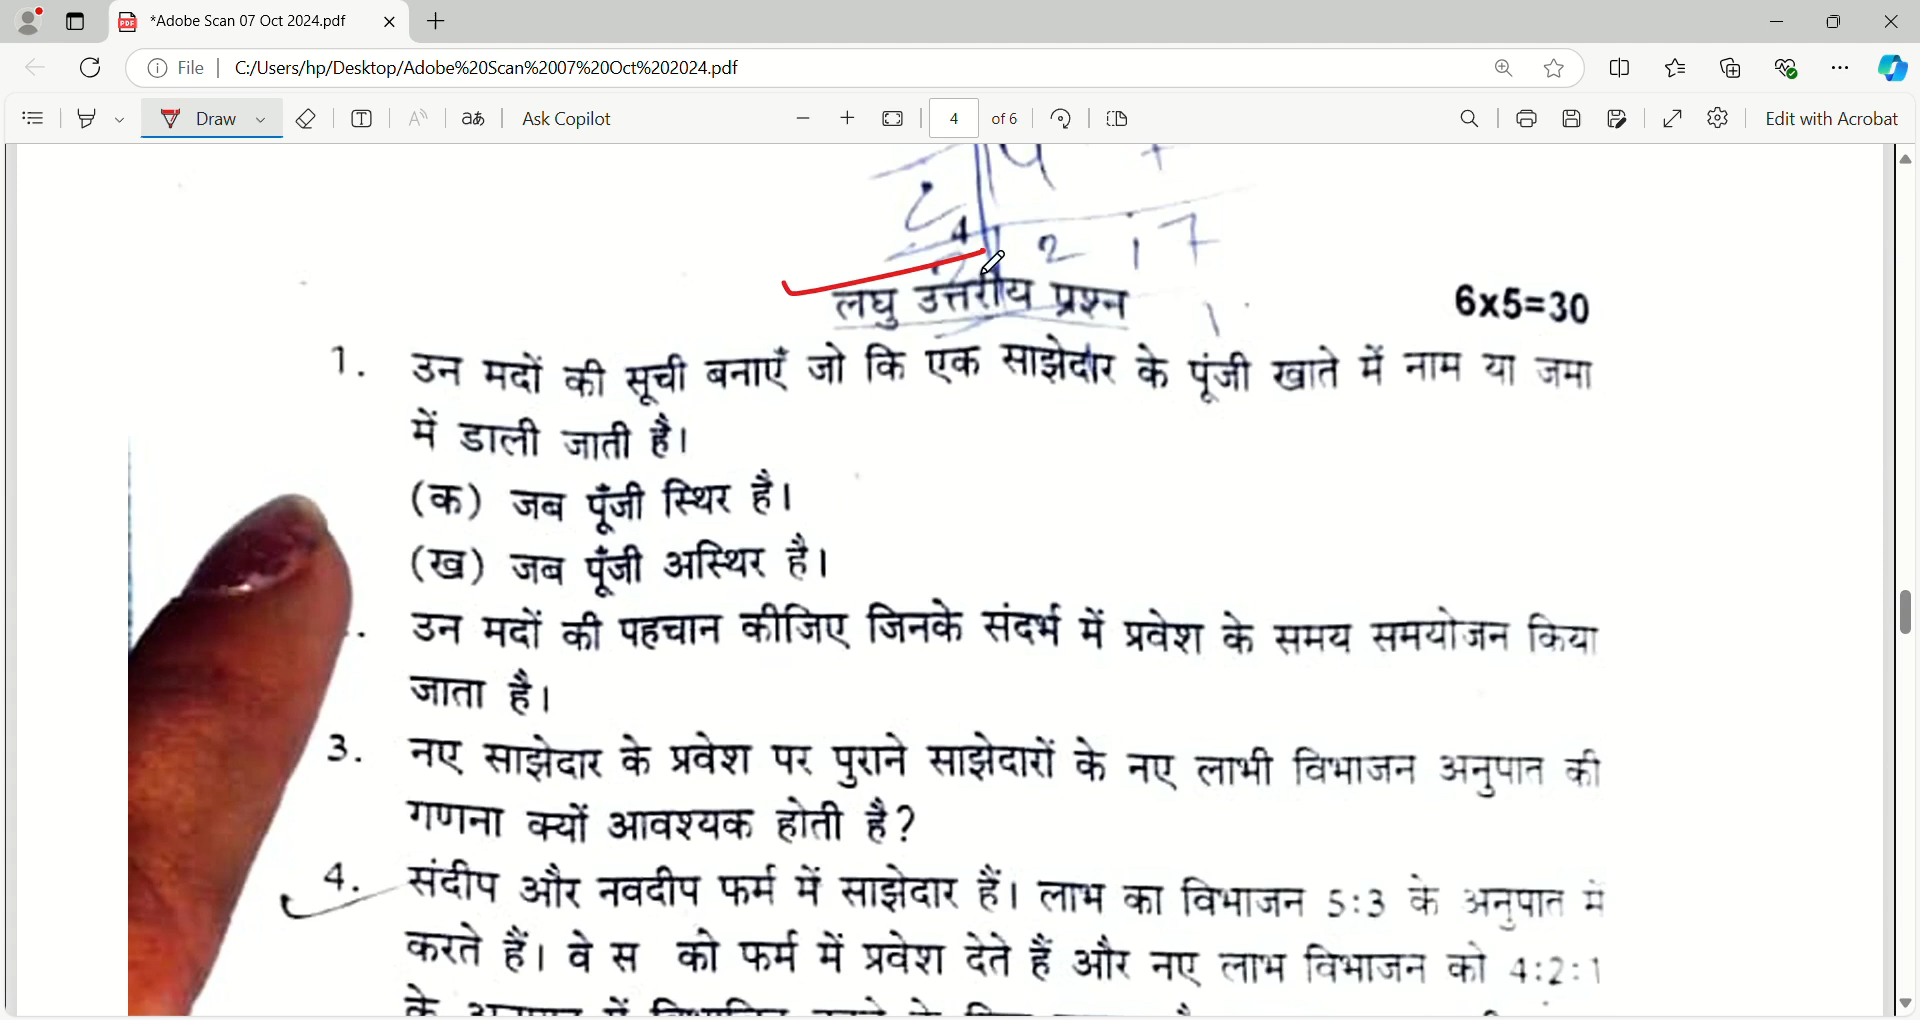 *Adobe Scan 07 Oct 2024.pdf
File C:/Users/hp/Desktop/Adobe%20Scan%2007%20Oct%202024.pdf
Draw Ask Copilot 4 of 6 Edit with Acrobat
4
2 1 7
लघु उत्तरीय प्रश्न 6x5=30
1. उन मदों की सूची बनाएँ जो कि एक साझेदार के पूंजी खाते में नाम या जमा
में डाली जाती है।
(क) जब पूँजी स्थिर है।
(ख) जब पूँजी अस्थिर है।
उन मदों की पहचान कीजिए जिनके संदर्भ में प्रवेश के समय समयोजन किया
जाता है।
3. नए साझेदार के प्रवेश पर पुराने साझेदारों के नए लाभी विभाजन अनुपात की
गणना क्यों आवश्यक होती है?
4. संदीप और नवदीप फर्म में साझेदार हैं। लाभ का विभाजन 5:3 के अनुपात में
करते हैं। वे स को फर्म में प्रवेश देते हैं और नए लाभ विभाजन को 4:2:1